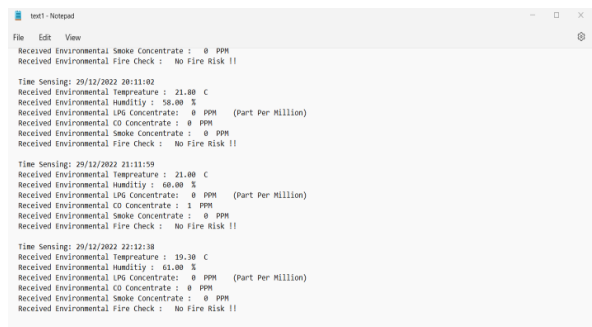 text1 - Notepad
File Edit View
Received Environmental Smoke Concentrate : 0 PPM
Received Environmental Fire Check : No Fire Risk !!
Time Sensing: 29/12/2022 20:11:02
Received Environmental Tempreature : 21.80 C
Received Environmental Humditiy : 58.00 %
Received Environmental LPG Concentrate: 0 PPM (Part Per Million)
Received Environmental CO Concentrate : 0 PPM
Received Environmental Smoke Concentrate : 0 PPM
Received Environmental Fire Check : No Fire Risk !!
Time Sensing: 29/12/2022 21:11:59
Received Environmental Tempreature : 21.00 C
Received Environmental Humditiy : 60.00 %
Received Environmental LPG Concentrate: 0 PPM (Part Per Million)
Received Environmental CO Concentrate : 1 PPM
Received Environmental Smoke Concentrate : 0 PPM
Received Environmental Fire Check : No Fire Risk !!
Time Sensing: 29/12/2022 22:12:38
Received Environmental Tempreature : 19.30 C
Received Environmental Humditiy : 61.00 %
Received Environmental LPG Concentrate: 0 PPM (Part Per Million)
Received Environmental CO Concentrate : 0 PPM
Received Environmental Smoke Concentrate : 0 PPM
Received Environmental Fire Check : No Fire Risk !!